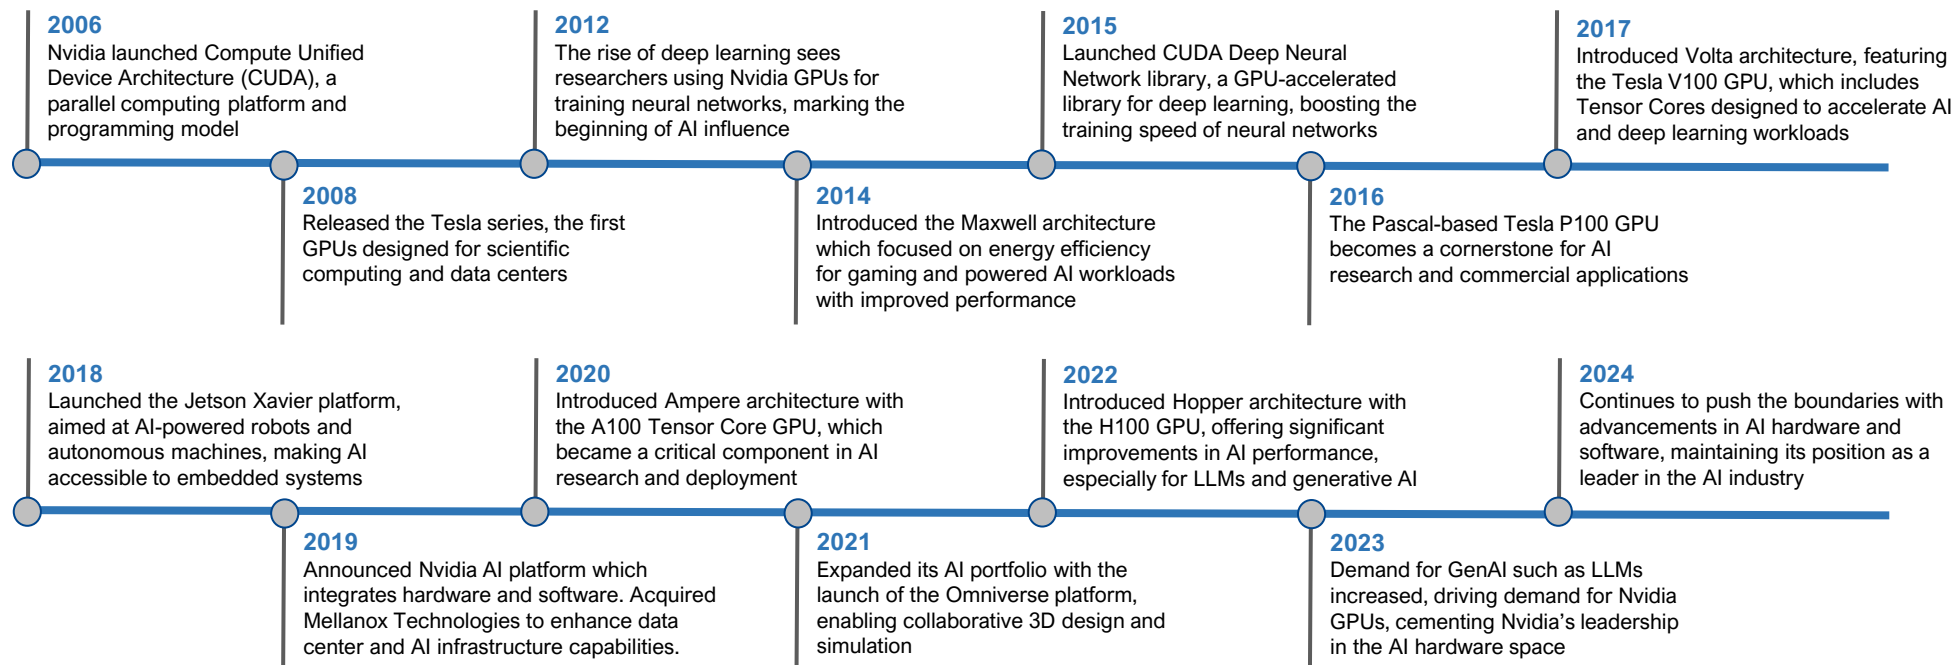 2006
Nvidia launched Compute Unified
Device Architecture (CUDA), a
parallel computing platform and
programming model
2008
Released the Tesla series, the first
GPUs designed for scientific
computing and data centers
2012
The rise of deep learning sees
researchers using Nvidia GPUs for
training neural networks, marking the
beginning of AI influence
2014
Introduced the Maxwell architecture
which focused on energy efficiency
for gaming and powered AI workloads
with improved performance
2015
Launched CUDA Deep Neural
Network library, a GPU-accelerated
library for deep learning, boosting the
training speed of neural networks
2016
The Pascal-based Tesla P100 GPU
becomes a cornerstone for AI
research and commercial applications
2017
Introduced Volta architecture, featuring
the Tesla V100 GPU, which includes
Tensor Cores designed to accelerate AI
and deep learning workloads
2018
Launched the Jetson Xavier platform,
aimed at AI-powered robots and
autonomous machines, making AI
accessible to embedded systems
2019
Announced Nvidia AI platform which
integrates hardware and software. Acquired
Mellanox Technologies to enhance data
center and AI infrastructure capabilities.
2020
Introduced Ampere architecture with
the A100 Tensor Core GPU, which
became a critical component in AI
research and deployment
2021
Expanded its AI portfolio with the
launch of the Omniverse platform,
enabling collaborative 3D design and
simulation
2022
Introduced Hopper architecture with
the H100 GPU, offering significant
improvements in AI performance,
especially for LLMs and generative AI
2023
Demand for GenAI such as LLMs
increased, driving demand for Nvidia
GPUs, cementing Nvidia’s leadership
in the AI hardware space
2024
Continues to push the boundaries with
advancements in AI hardware and
software, maintaining its position as a
leader in the AI industry